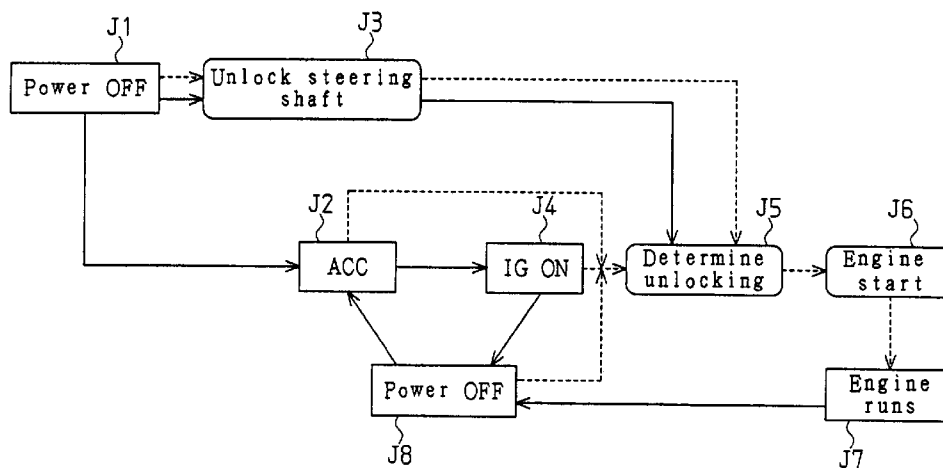 J1
J3
Power OFF
Unlock steering
shaft
J2
J4
J5
J6
ACC
IG ON
Determine
unlocking
Engine
start
Power OFF
Engine
runs
J8
J7